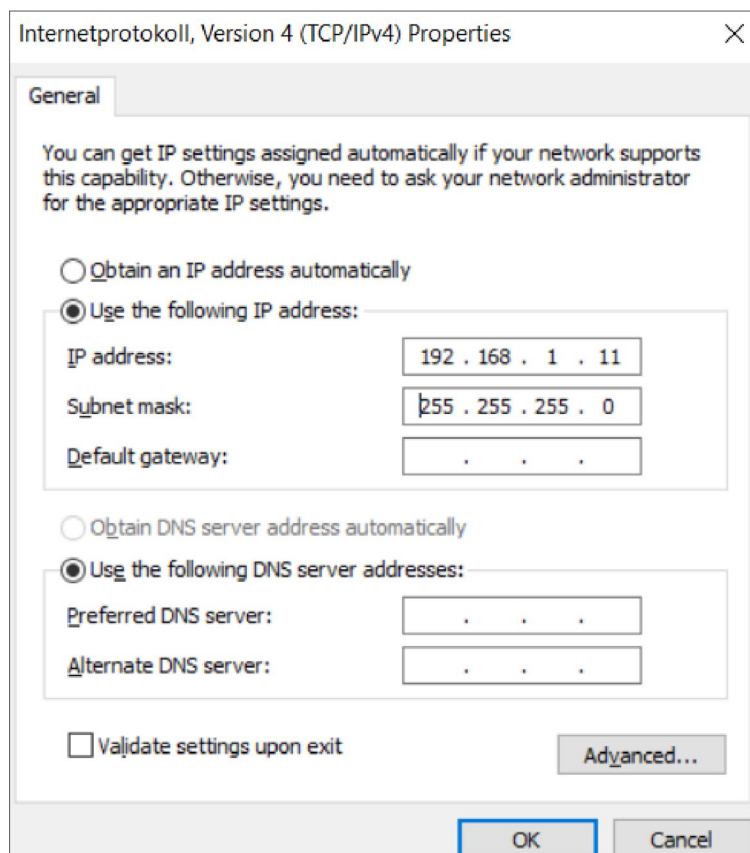 Internetprotokoll, Version 4 (TCP/IPv4) Properties
General
You can get IP settings assigned automatically if your network supports
this capability. Otherwise, you need to ask your network administrator
for the appropriate IP settings.
Obtain an IP address automatically
Use the following IP address:
IP address: 192 . 168 . 1 . 11
Subnet mask: 255 . 255 . 255 . 0
Default gateway: . . .
Obtain DNS server address automatically
Use the following DNS server addresses:
Preferred DNS server: . . .
Alternate DNS server: . . .
Validate settings upon exit
Advanced...
OK Cancel